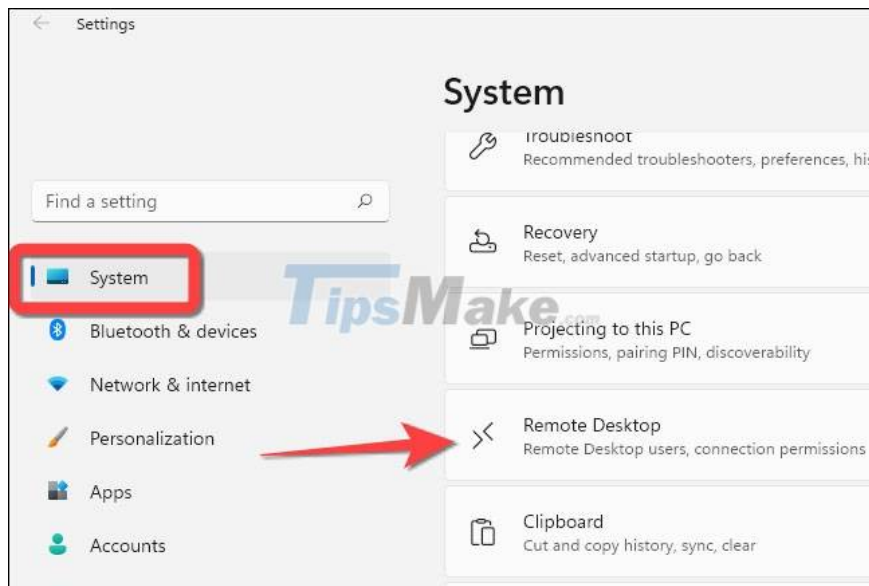 Settings
System
Troubleshoot
Recommended troubleshooters, preferences, his
Find a setting
Recovery
Reset, advanced startup, go back
System
TipsMake.com
Projecting to this PC
Permissions, pairing PIN, discoverability
Bluetooth & devices
Network & internet
Remote Desktop
Remote Desktop users, connection permissions
Personalization
Apps
Clipboard
Cut and copy history, sync, clear
Accounts